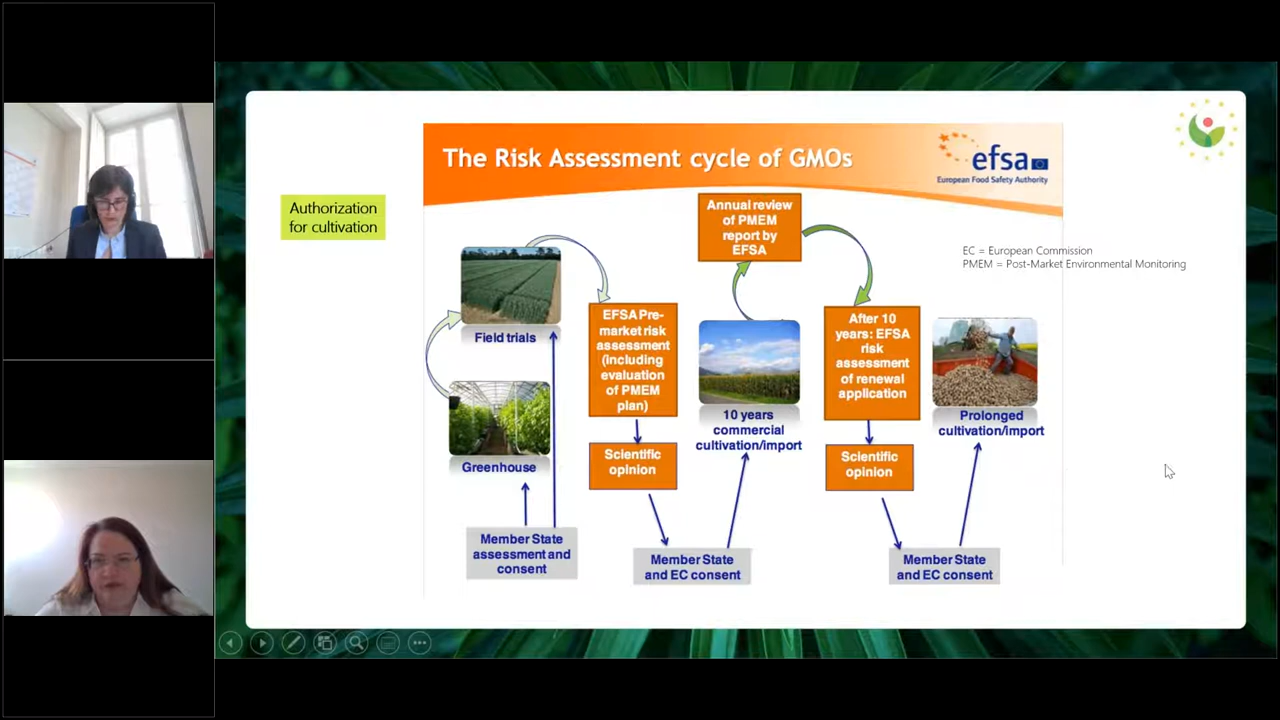 The Risk Assessment cycle of GMOs
efsa
European Food Safety Authority
Authorization
for cultivation
EC = European Commission
PMEM = Post-Market Environmental Monitoring
Field trials
Greenhouse
Member State
assessment and
consent
EFSA Pre-
market risk
assessment
(including
evaluation
of PMEM
plan)
Scientific
opinion
Member State
and EC consent
Annual review
of PMEM
report by
EFSA
10 years
commercial
cultivation/import
After 10
years: EFSA
risk
assessment
of renewal
application
Scientific
opinion
Member State
and EC consent
Prolonged
cultivation/import